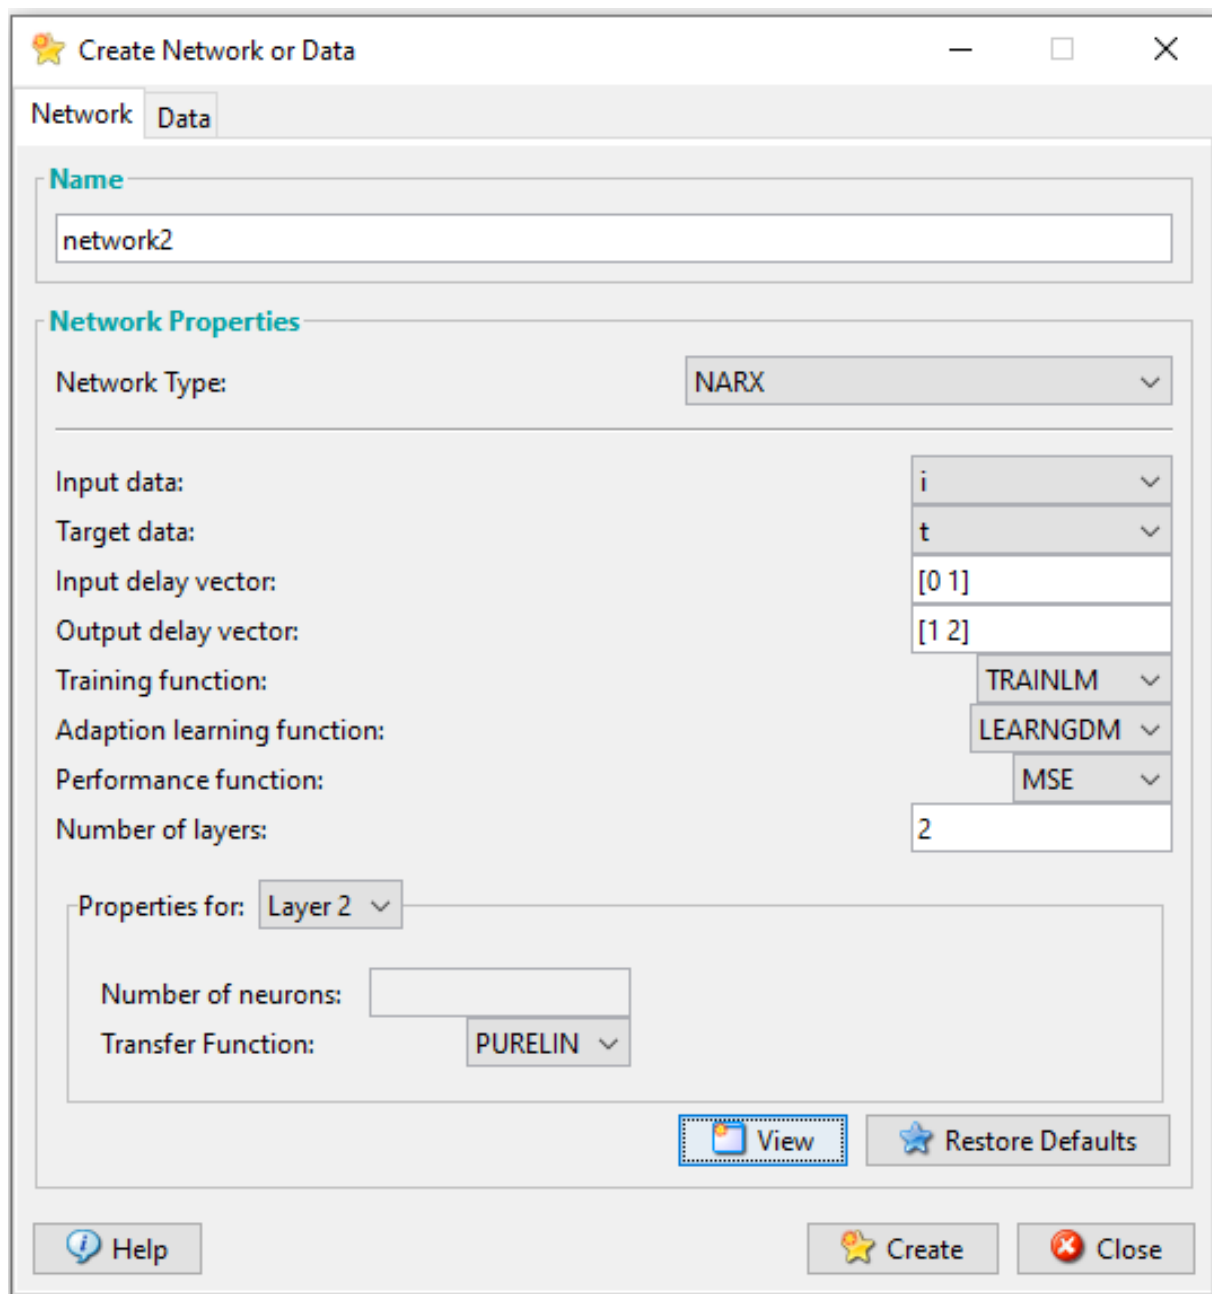 Create Network or Data
Network Data
Name
network2
Network Properties
Network Type: NARX
Input data: i
Target data: t
Input delay vector: [0 1]
Output delay vector: [1 2]
Training function: TRAINLM
Adaption learning function: LEARNGDM
Performance function: MSE
Number of layers: 2
Properties for: Layer 2
Number of neurons:
Transfer Function: PURELIN
View Restore Defaults
Help Create Close